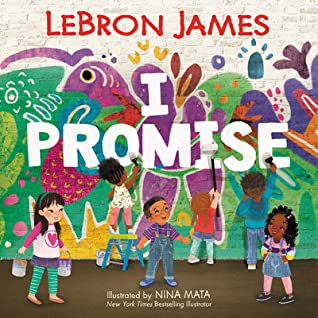 LEBRON JAMES
I
PROMISE
Illustrated by NINA MATA
New York Times Bestselling Illustrator